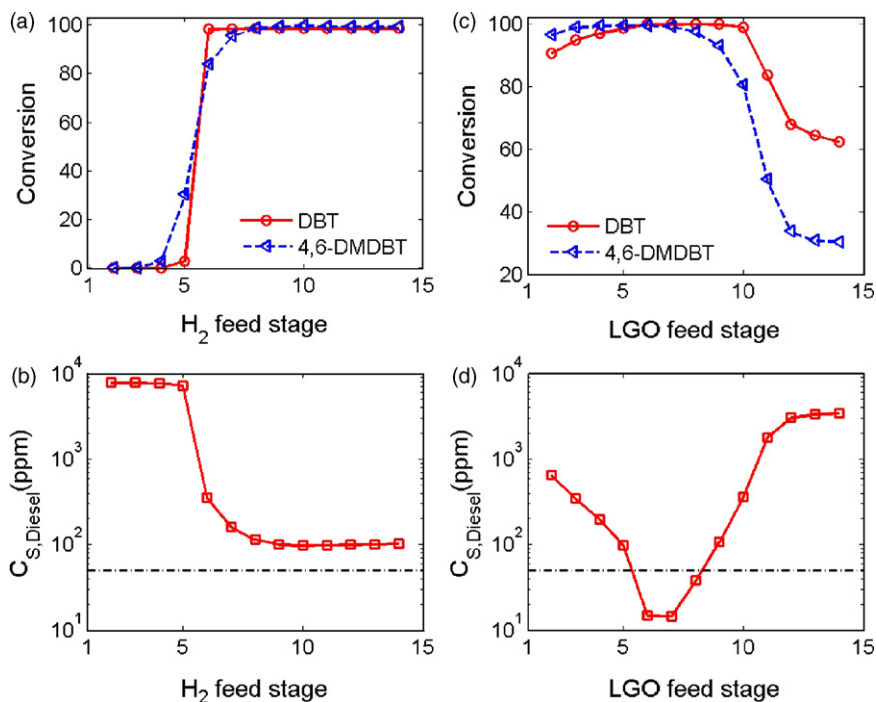 (a)
100
80
60
40
20
0
Conversion
DBT
4,6-DMDBT
1 5 10 15
H2 feed stage
(c)
100
80
60
40
20
Conversion
DBT
4,6-DMDBT
1 5 10 15
LGO feed stage
(b)
10^4
10^3
10^2
10^1
C_S,Diesel(ppm)
1 5 10 15
H2 feed stage
(d)
10^4
10^3
10^2
10^1
C_S,Diesel(ppm)
1 5 10 15
LGO feed stage